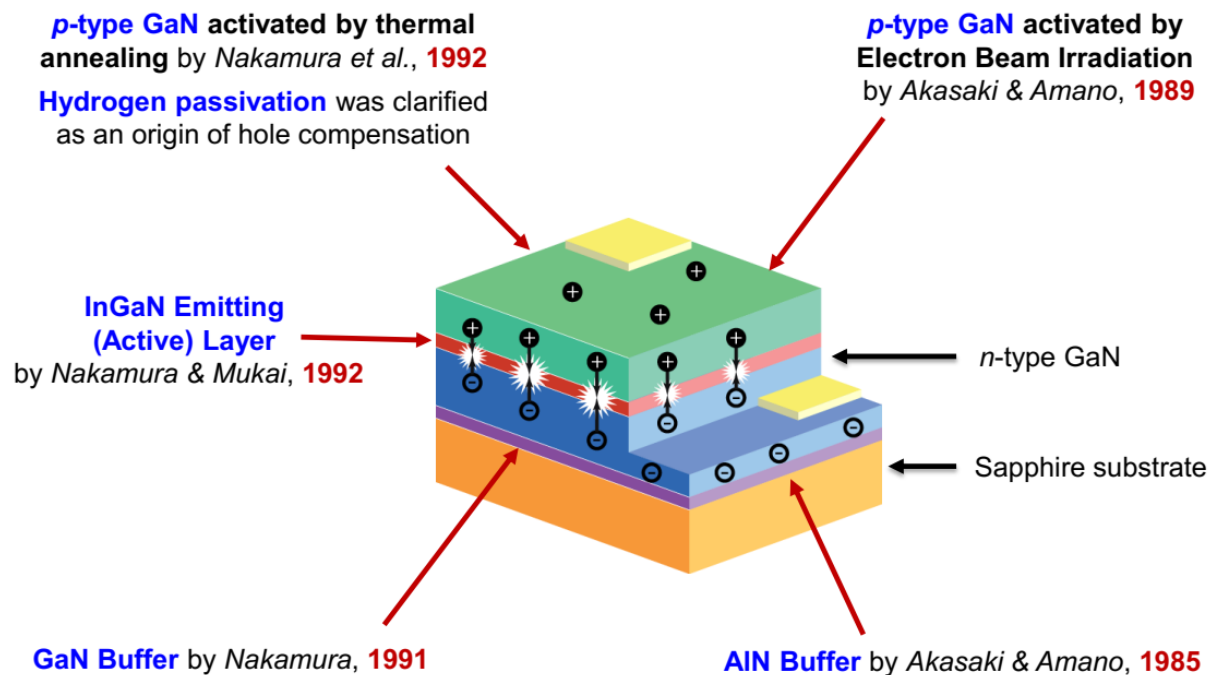 p-type GaN activated by thermal
annealing by Nakamura et al., 1992
Hydrogen passivation was clarified
as an origin of hole compensation
p-type GaN activated by
Electron Beam Irradiation
by Akasaki & Amano, 1989
InGaN Emitting
(Active) Layer
by Nakamura & Mukai, 1992
n-type GaN
Sapphire substrate
GaN Buffer by Nakamura, 1991
AlN Buffer by Akasaki & Amano, 1985